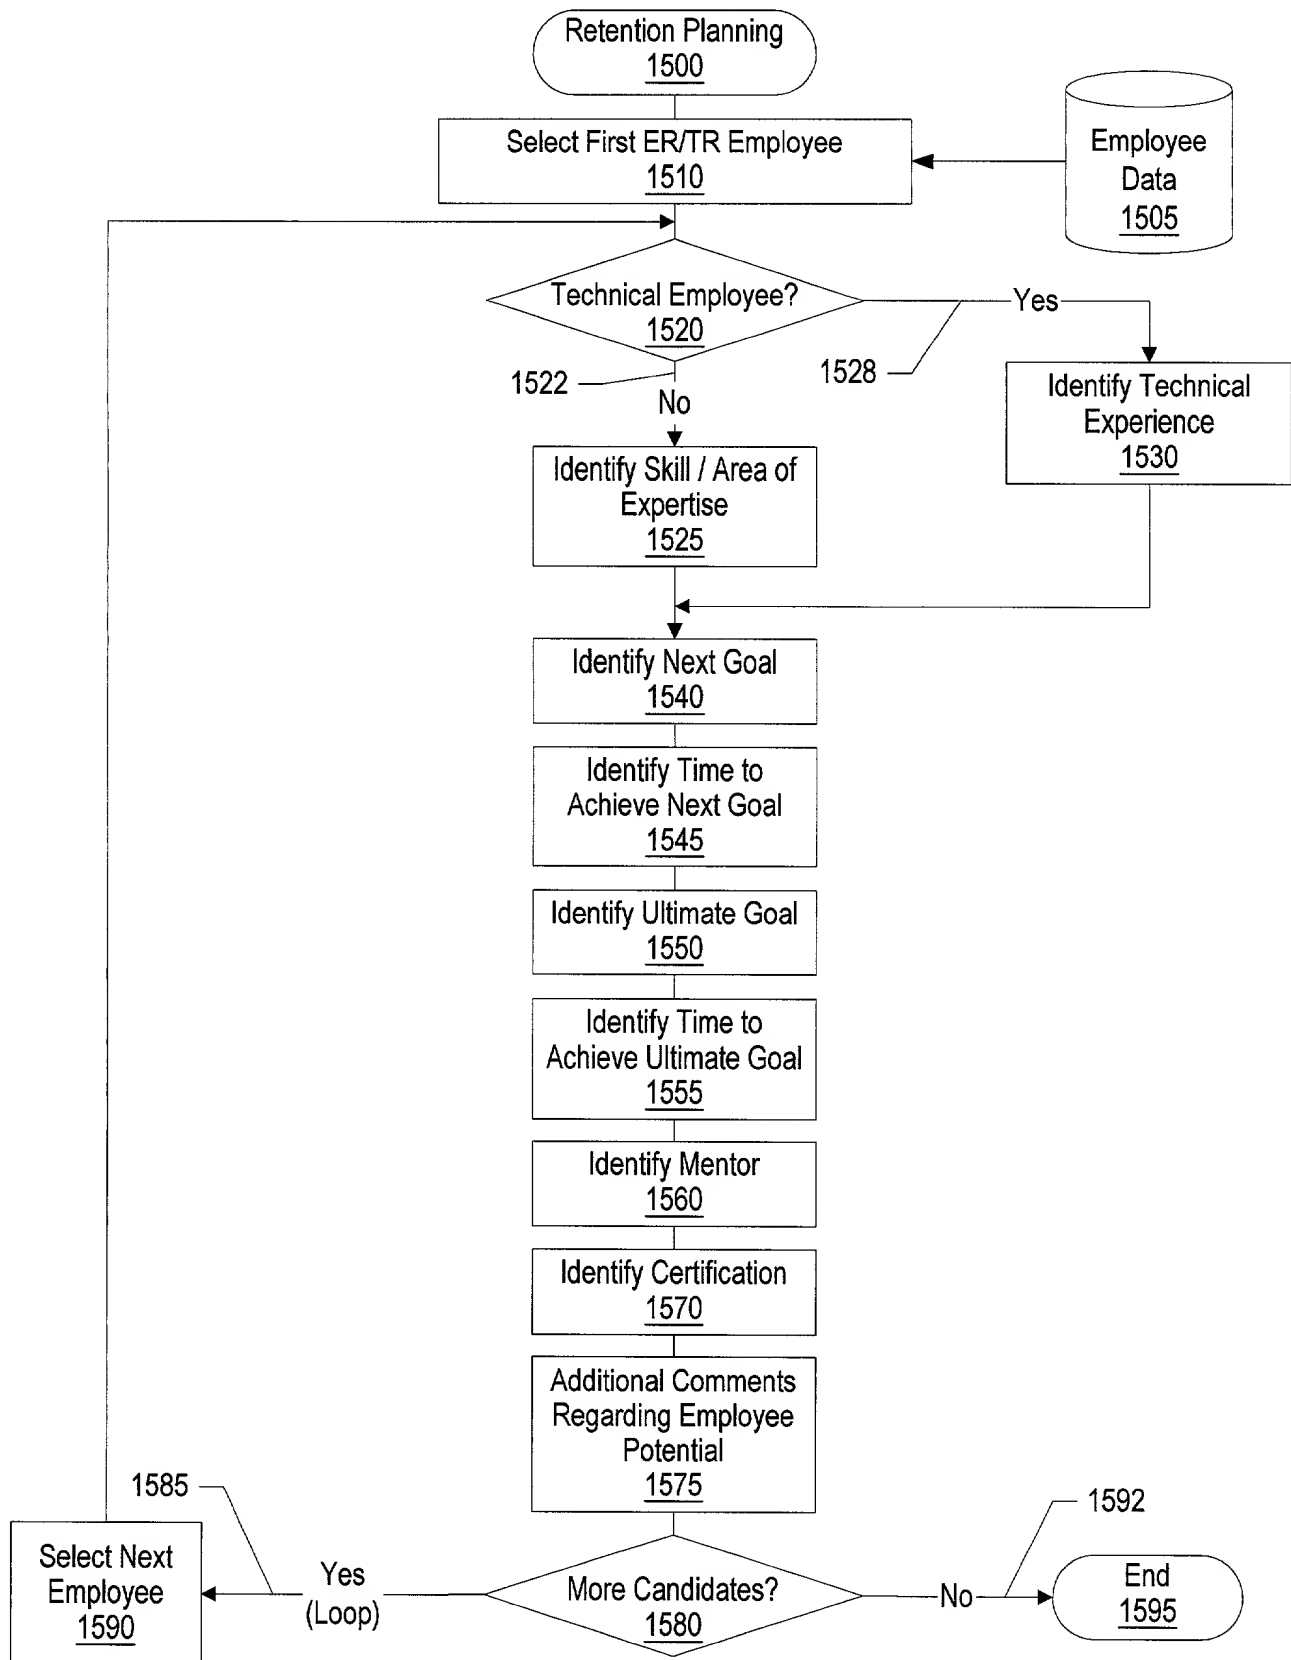 Retention Planning
1500
Select First ER/TR Employee
1510
Employee
Data
1505
Technical Employee?
1520
Yes
1528
1522
No
Identify Technical
Experience
1530
Identify Skill / Area of
Expertise
1525
Identify Next Goal
1540
Identify Time to
Achieve Next Goal
1545
Identify Ultimate Goal
1550
Identify Time to
Achieve Ultimate Goal
1555
Identify Mentor
1560
Identify Certification
1570
Additional Comments
Regarding Employee
Potential
1575
1585
1592
Select Next
Employee
1590
Yes
(Loop)
More Candidates?
1580
No
End
1595